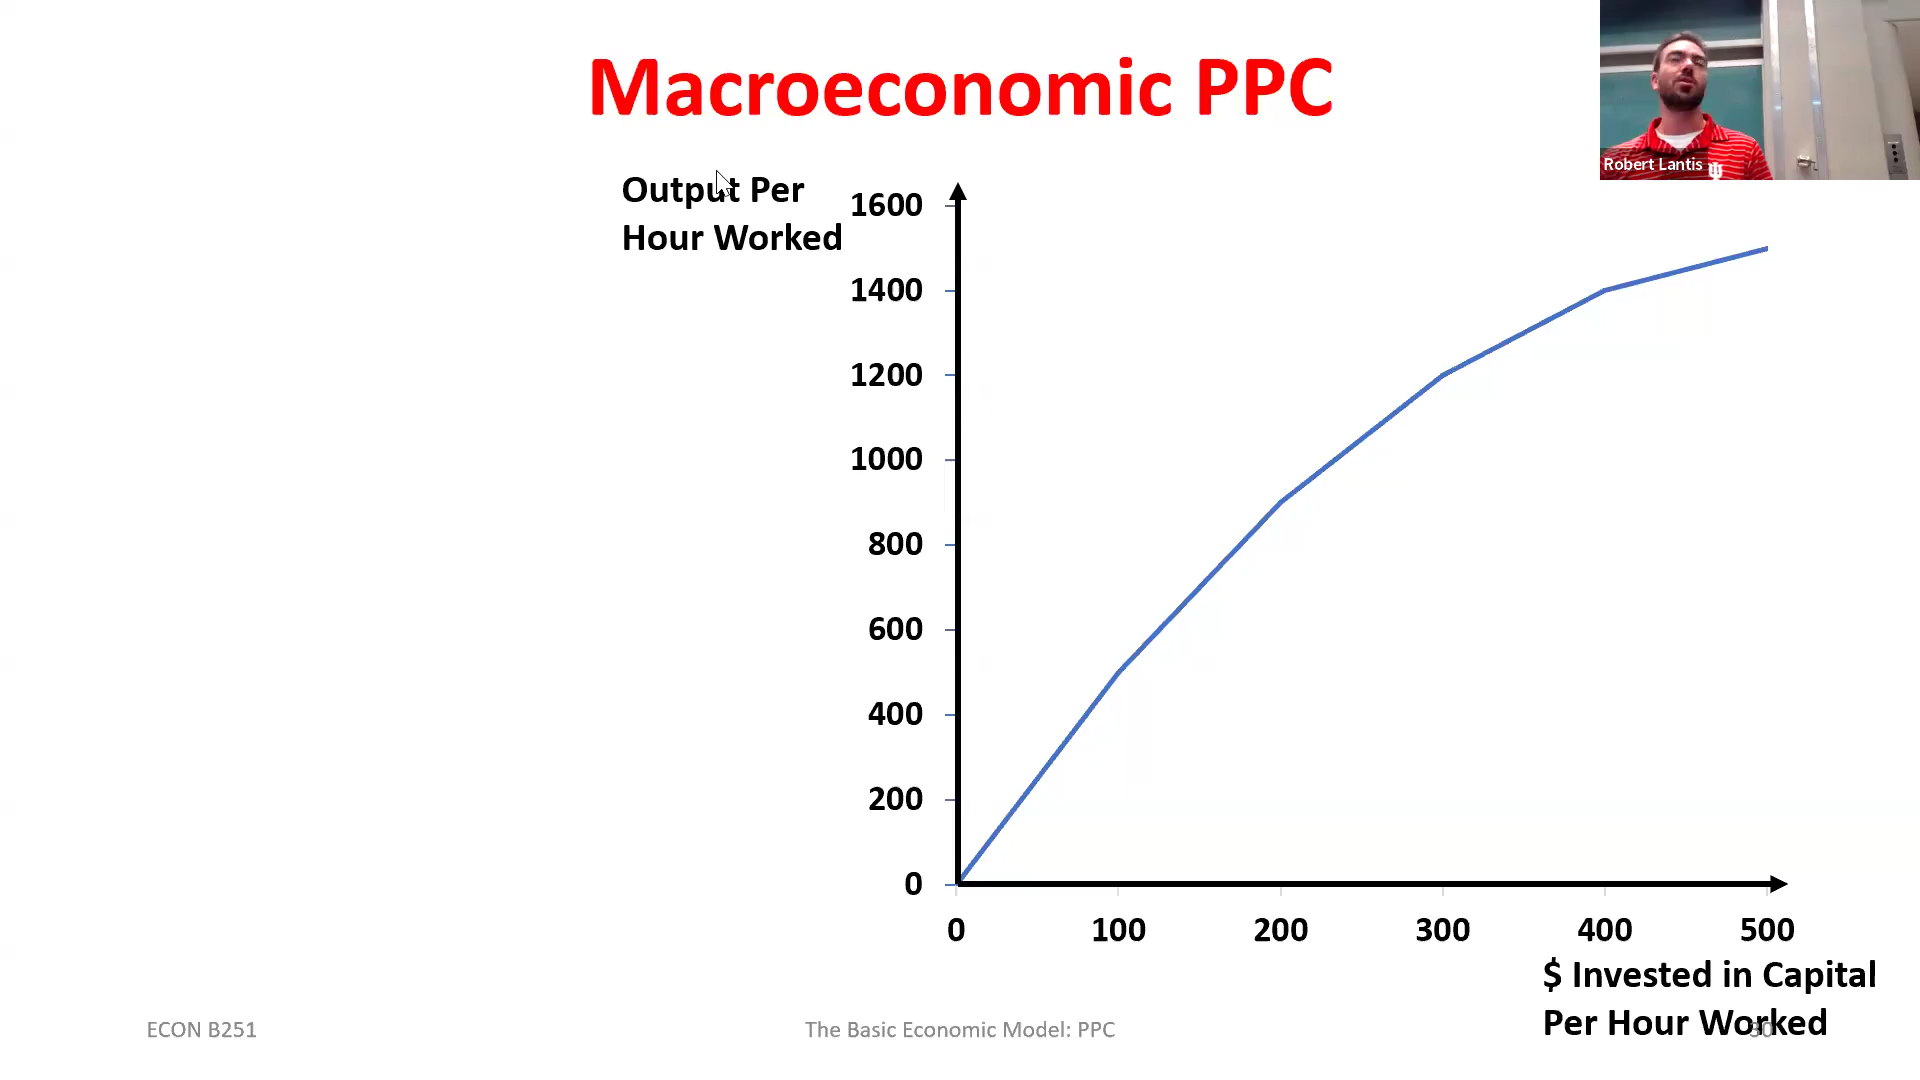 Macroeconomic PPC
Robert Lantis
Output Per
Hour Worked
1600
1400
1200
1000
800
600
400
200
0
0 100 200 300 400 500
$ Invested in Capital
Per Hour Worked
ECON B251
The Basic Economic Model: PPC
30